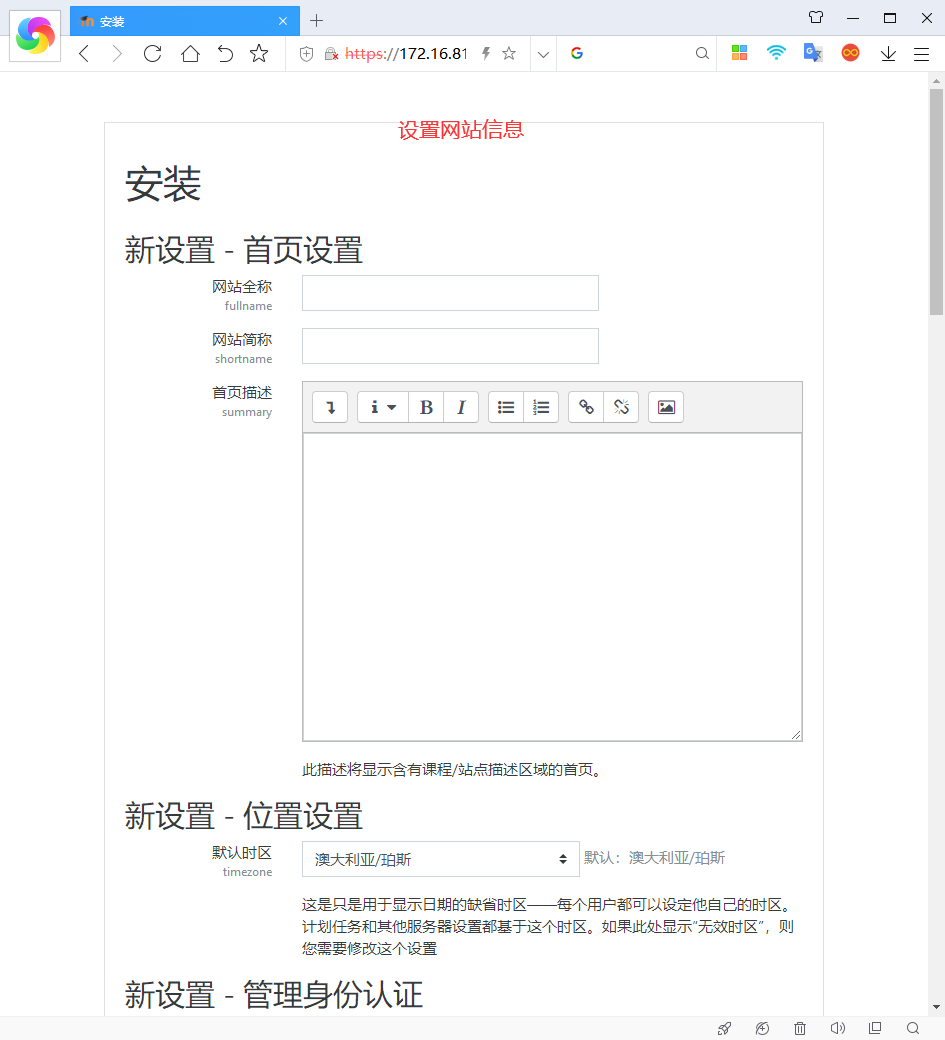 安装
https://172.16.81
设置网站信息
安装
新设置 - 首页设置
网站全称
fullname
网站简称
shortname
首页描述
summary
B I
此描述将显示含有课程/站点描述区域的首页。
新设置 - 位置设置
默认时区
timezone
澳大利亚/珀斯
默认：澳大利亚/珀斯
这是只是用于显示日期的缺省时区——每个用户都可以设定他自己的时区。
计划任务和其他服务器设置都基于这个时区。如果此处显示“无效时区”，则
您需要修改这个设置
新设置 - 管理身份认证